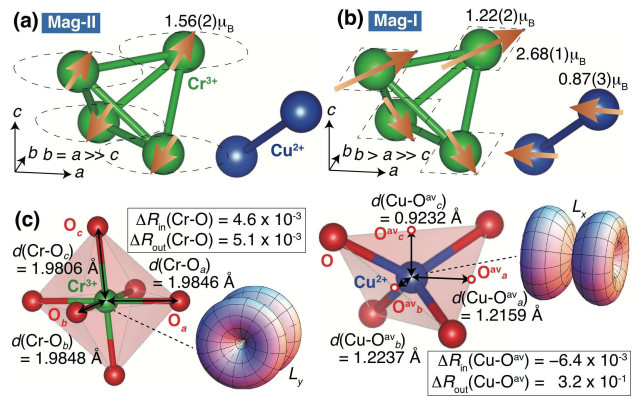 (a) Mag-II
1.56(2)μB
Cr³⁺
c
b
a
b = a >> c
Cu²⁺
(b) Mag-I
1.22(2)μB
2.68(1)μB
0.87(3)μB
c
b
a
b > a >> c
(c)
ΔRin(Cr-O) = 4.6 x 10⁻³
ΔRout(Cr-O) = 5.1 x 10⁻³
Oc
d(Cr-Oc)
= 1.9806 Å
Cr³⁺
d(Cr-Oa)
= 1.9846 Å
Ob
Oa
d(Cr-Ob)
= 1.9848 Å
Ly
d(Cu-Oᵃᵛc)
= 0.9232 Å
O
Oᵃᵛc
Cu²⁺
Oᵃᵛa
Oᵃᵛb
d(Cu-Oᵃᵛa)
= 1.2159 Å
d(Cu-Oᵃᵛb)
= 1.2237 Å
Lx
ΔRin(Cu-Oᵃᵛ) = −6.4 x 10⁻³
ΔRout(Cu-Oᵃᵛ) = 3.2 x 10⁻¹